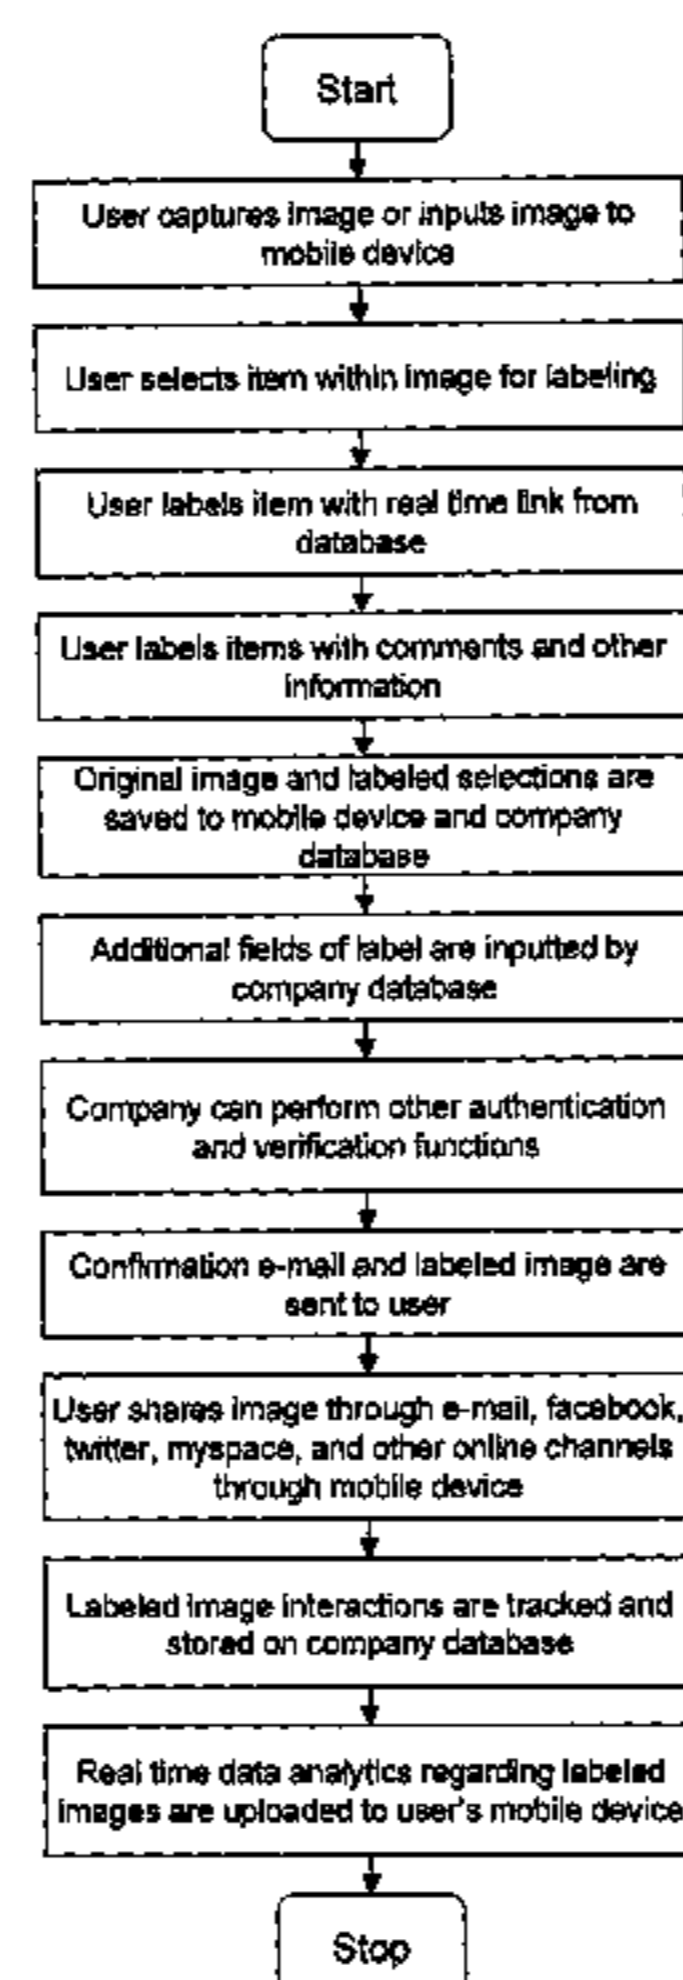 Start
User captures image or inputs image to
mobile device
User selects item within image for labeling
User labels item with real time link from
database
User labels items with comments and other
information
Original image and labeled selections are
saved to mobile device and company
database
Additional fields of label are inputted by
company database
Company can perform other authentication
and verification functions
Confirmation e-mail and labeled image are
sent to user
User shares image through e-mail, facebook,
twitter, myspace, and other online channels
through mobile device
Labeled image interactions are tracked and
stored on company database
Real time data analytics regarding labeled
images are uploaded to user's mobile device
Stop